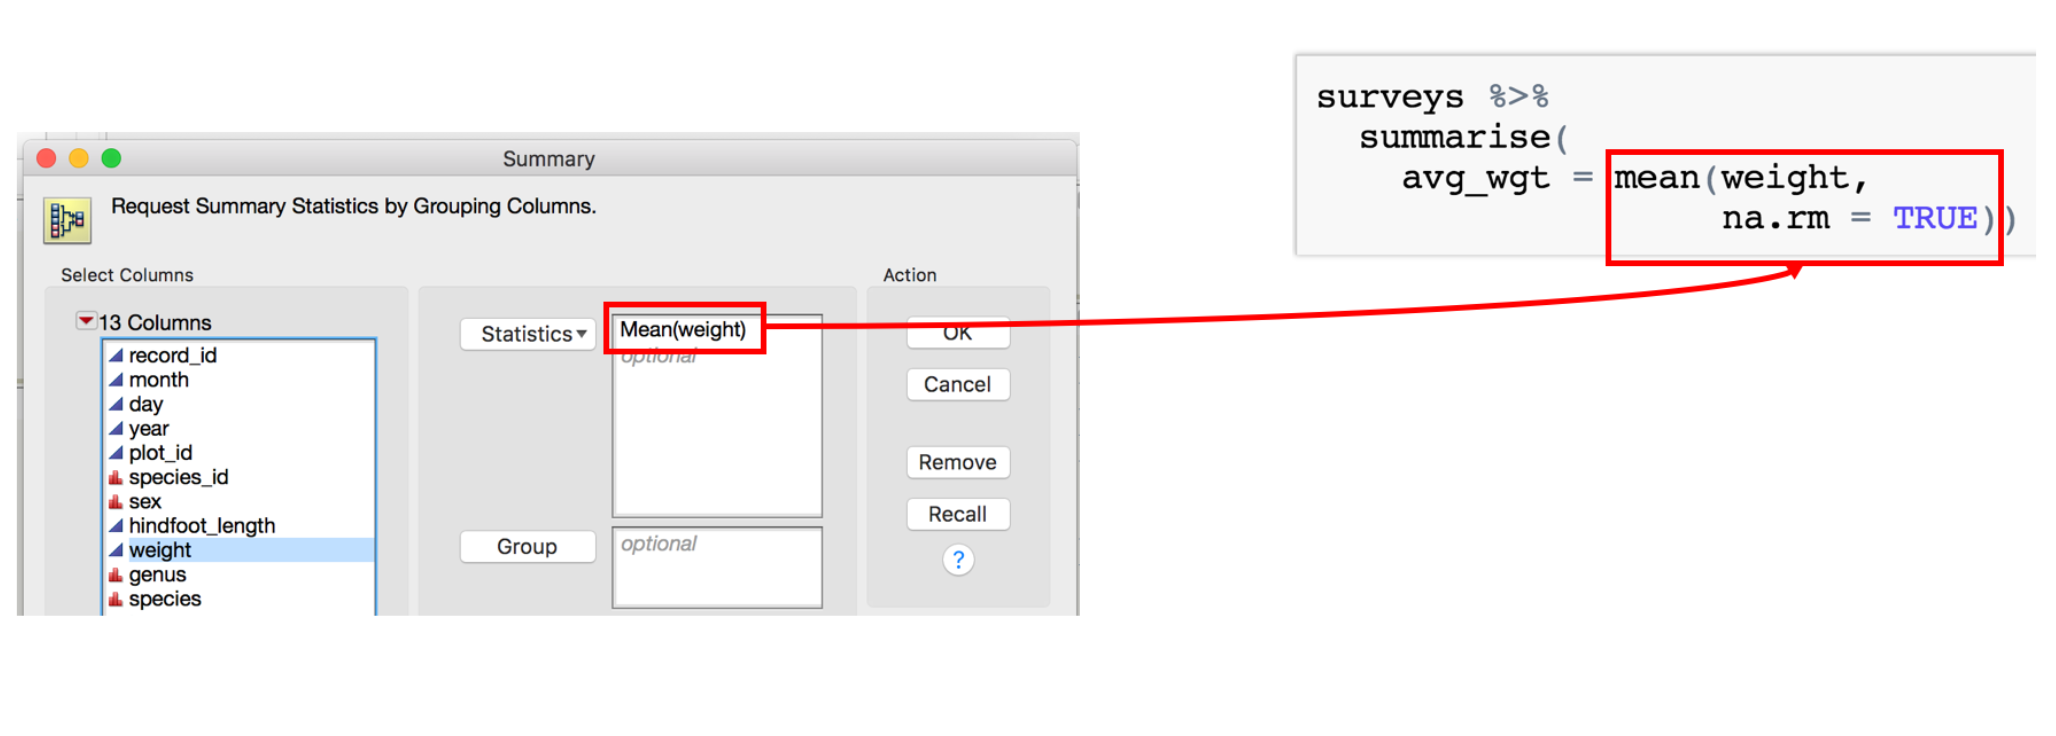 surveys %>%
summarise(
avg_wgt = mean(weight,
na.rm = TRUE))
Summary
Request Summary Statistics by Grouping Columns.
Select Columns
13 Columns
record_id
month
day
year
plot_id
species_id
sex
hindfoot_length
weight
genus
species
Statistics
Mean(weight)
optional
Group
optional
Action
OK
Cancel
Remove
Recall
?